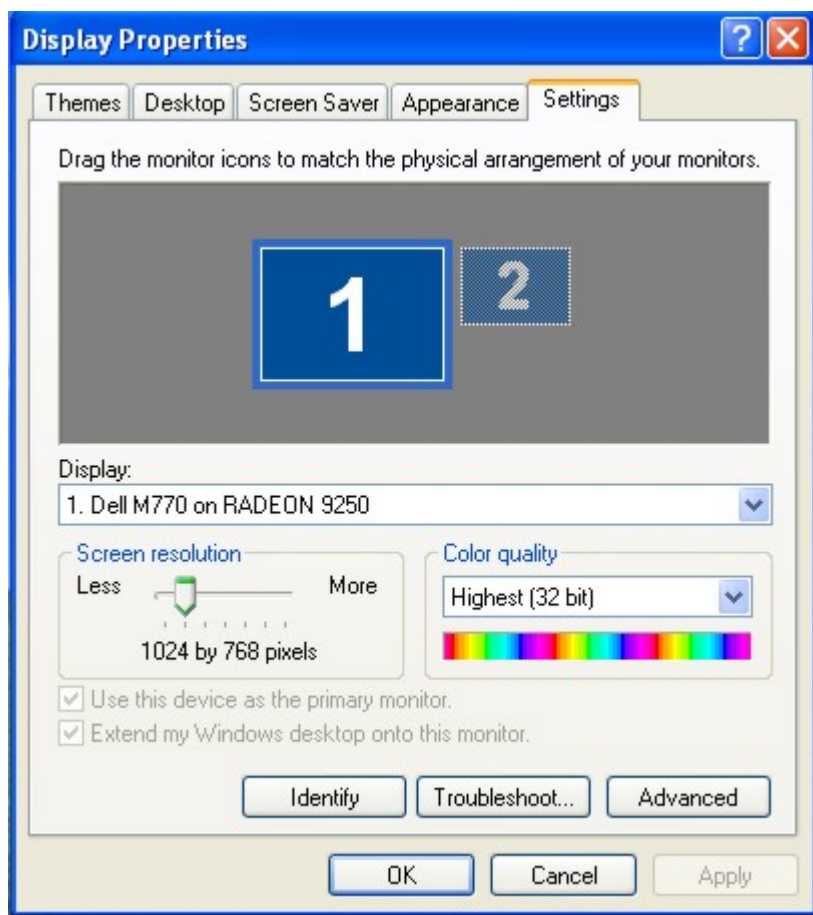 Display Properties
Themes Desktop Screen Saver Appearance Settings
Drag the monitor icons to match the physical arrangement of your monitors.
1 2
Display:
1. Dell M770 on RADEON 9250
Screen resolution
Less More
1024 by 768 pixels
Color quality
Highest (32 bit)
Use this device as the primary monitor.
Extend my Windows desktop onto this monitor.
Identify Troubleshoot... Advanced
OK Cancel Apply